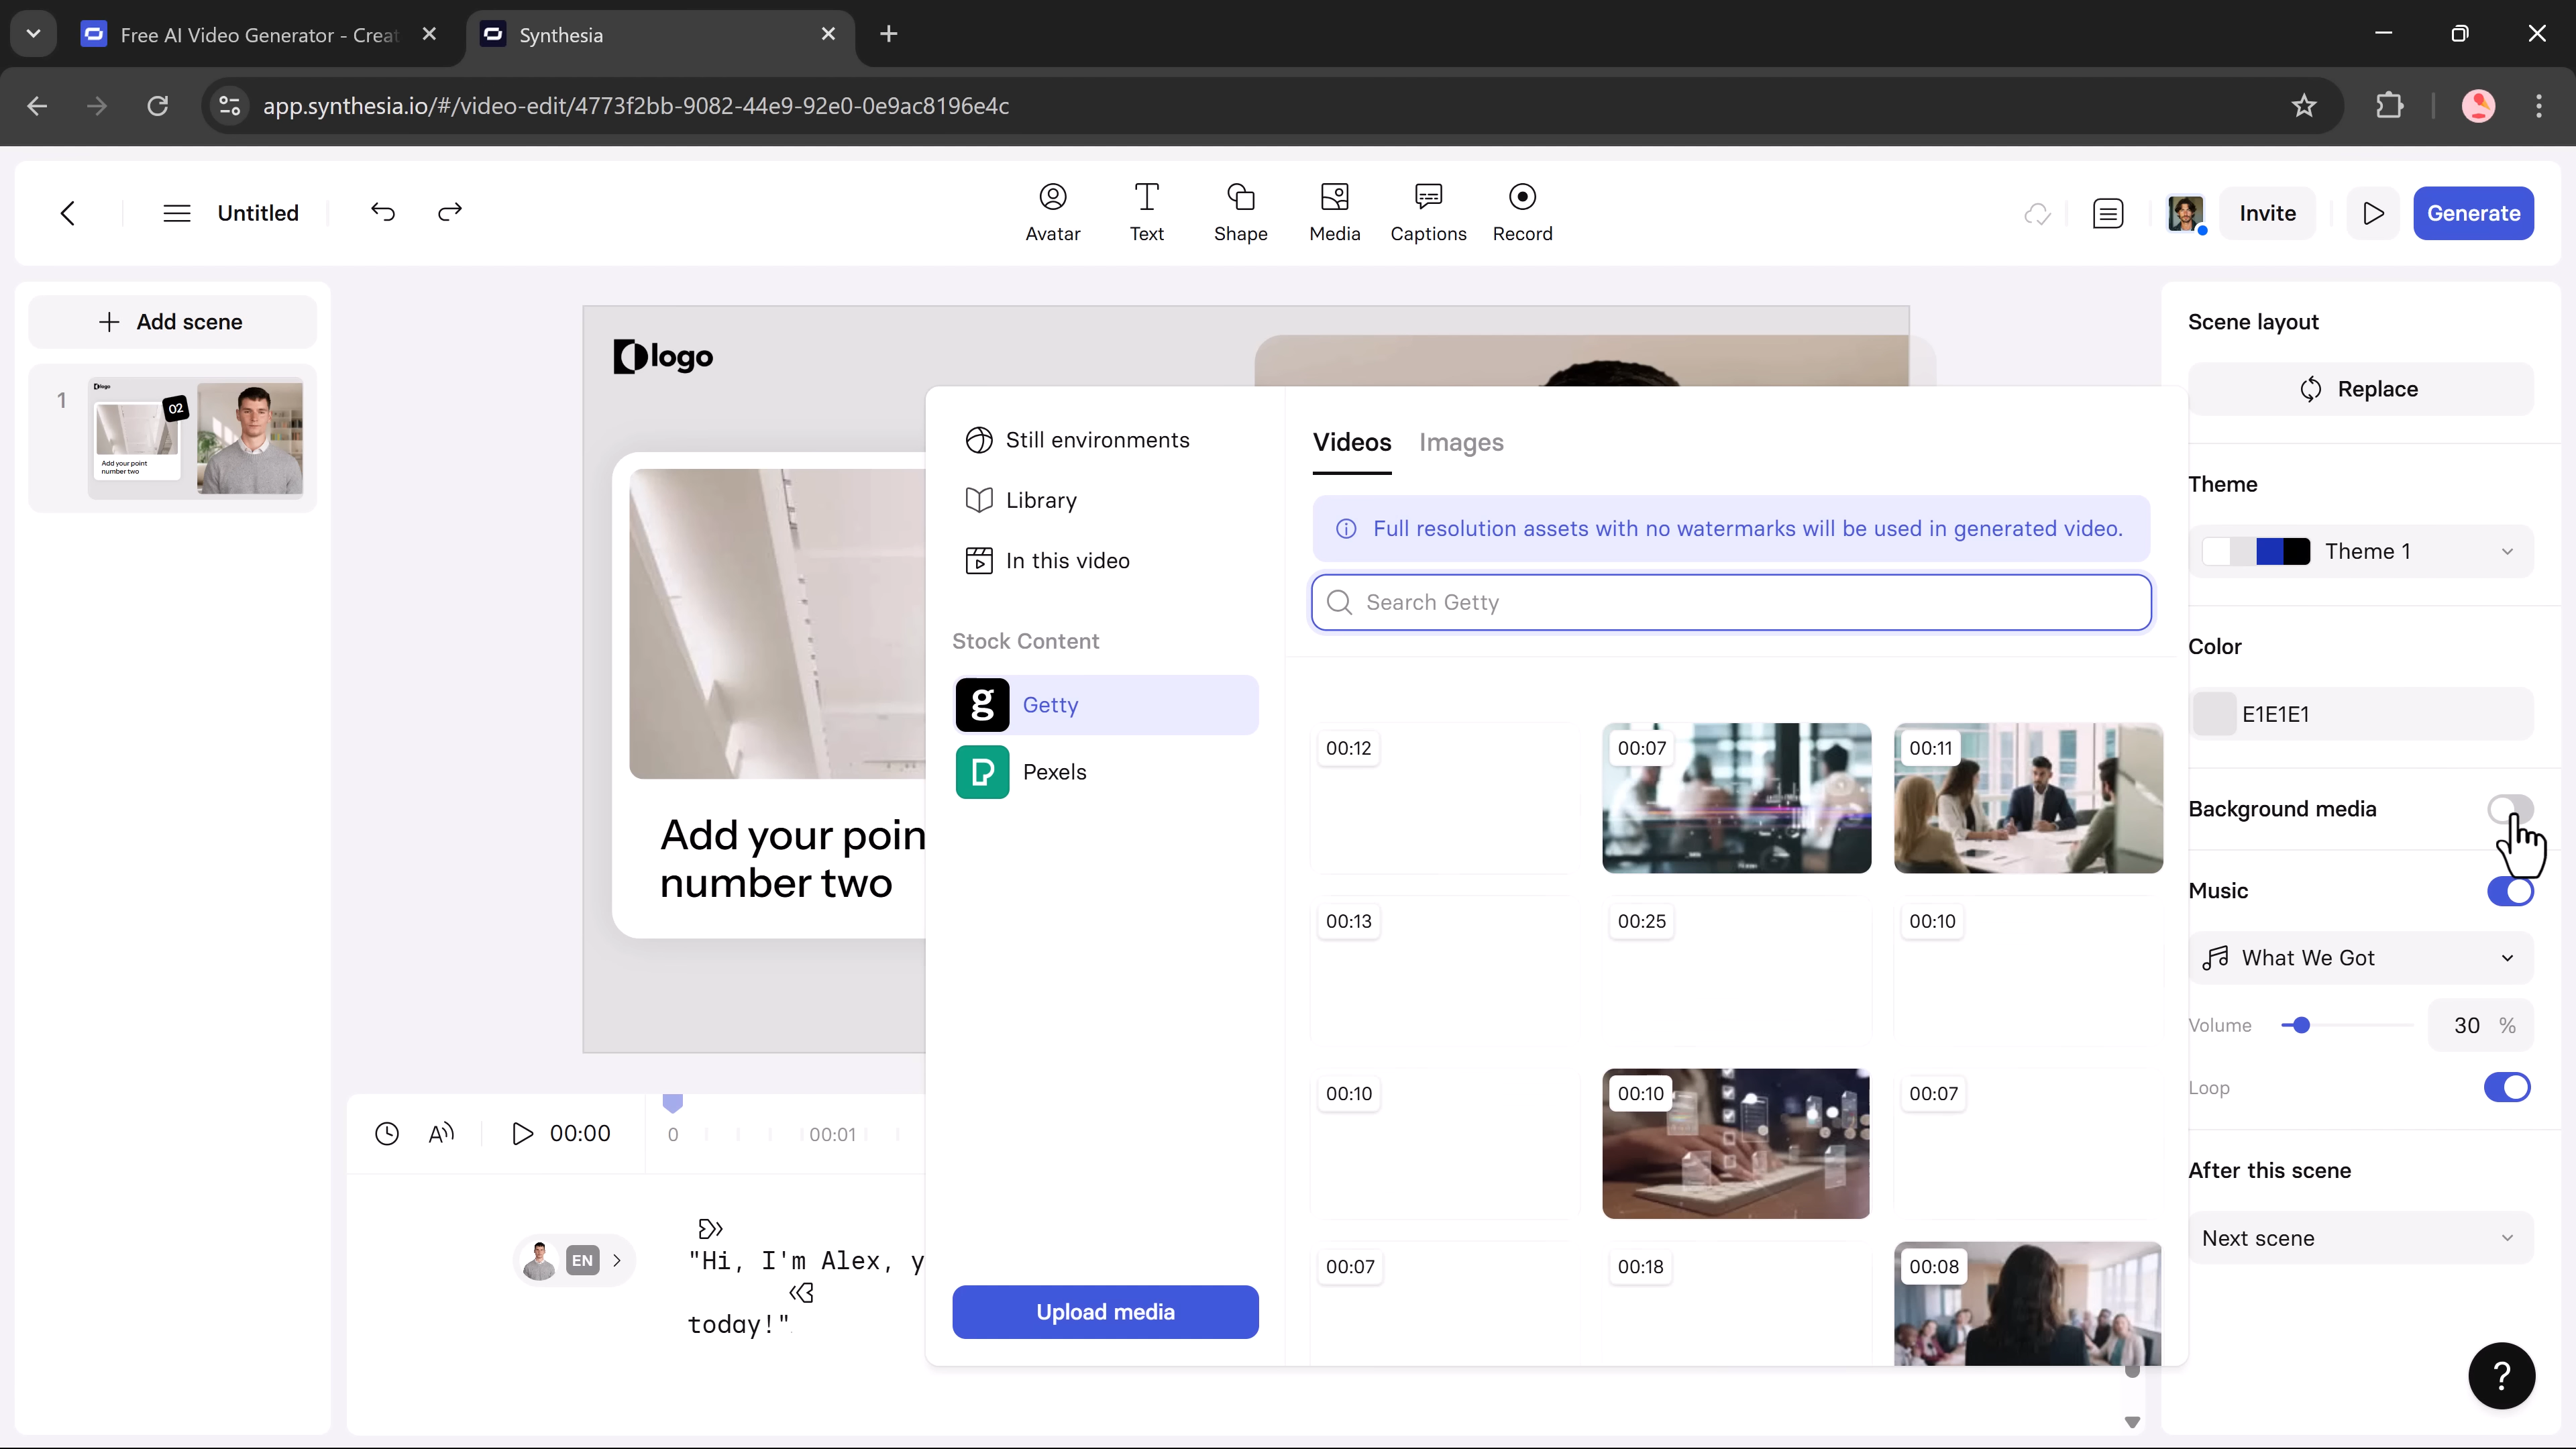 Free AI Video Generator - Creat
Synthesia
app.synthesia.io/#/video-edit/4773f2bb-9082-44e9-92e0-0e9ac8196e4c
Untitled
Avatar
Text
Shape
Media
Captions
Record
Invite
Generate
Add scene
1
logo
02
Add your point
number two
logo
Add your poin
number two
Still environments
Library
In this video
Stock Content
Getty
Pexels
Upload media
Videos
Images
Full resolution assets with no watermarks will be used in generated video.
Search Getty
00:12
00:07
00:11
00:13
00:25
00:10
00:10
00:10
00:07
00:07
00:18
00:08
Scene layout
Replace
Theme
Theme 1
Color
E1E1E1
Background media
Music
What We Got
Volume
30 %
Loop
After this scene
Next scene
00:00
0
00:01
EN
"Hi, I'm Alex, y
today!"
?